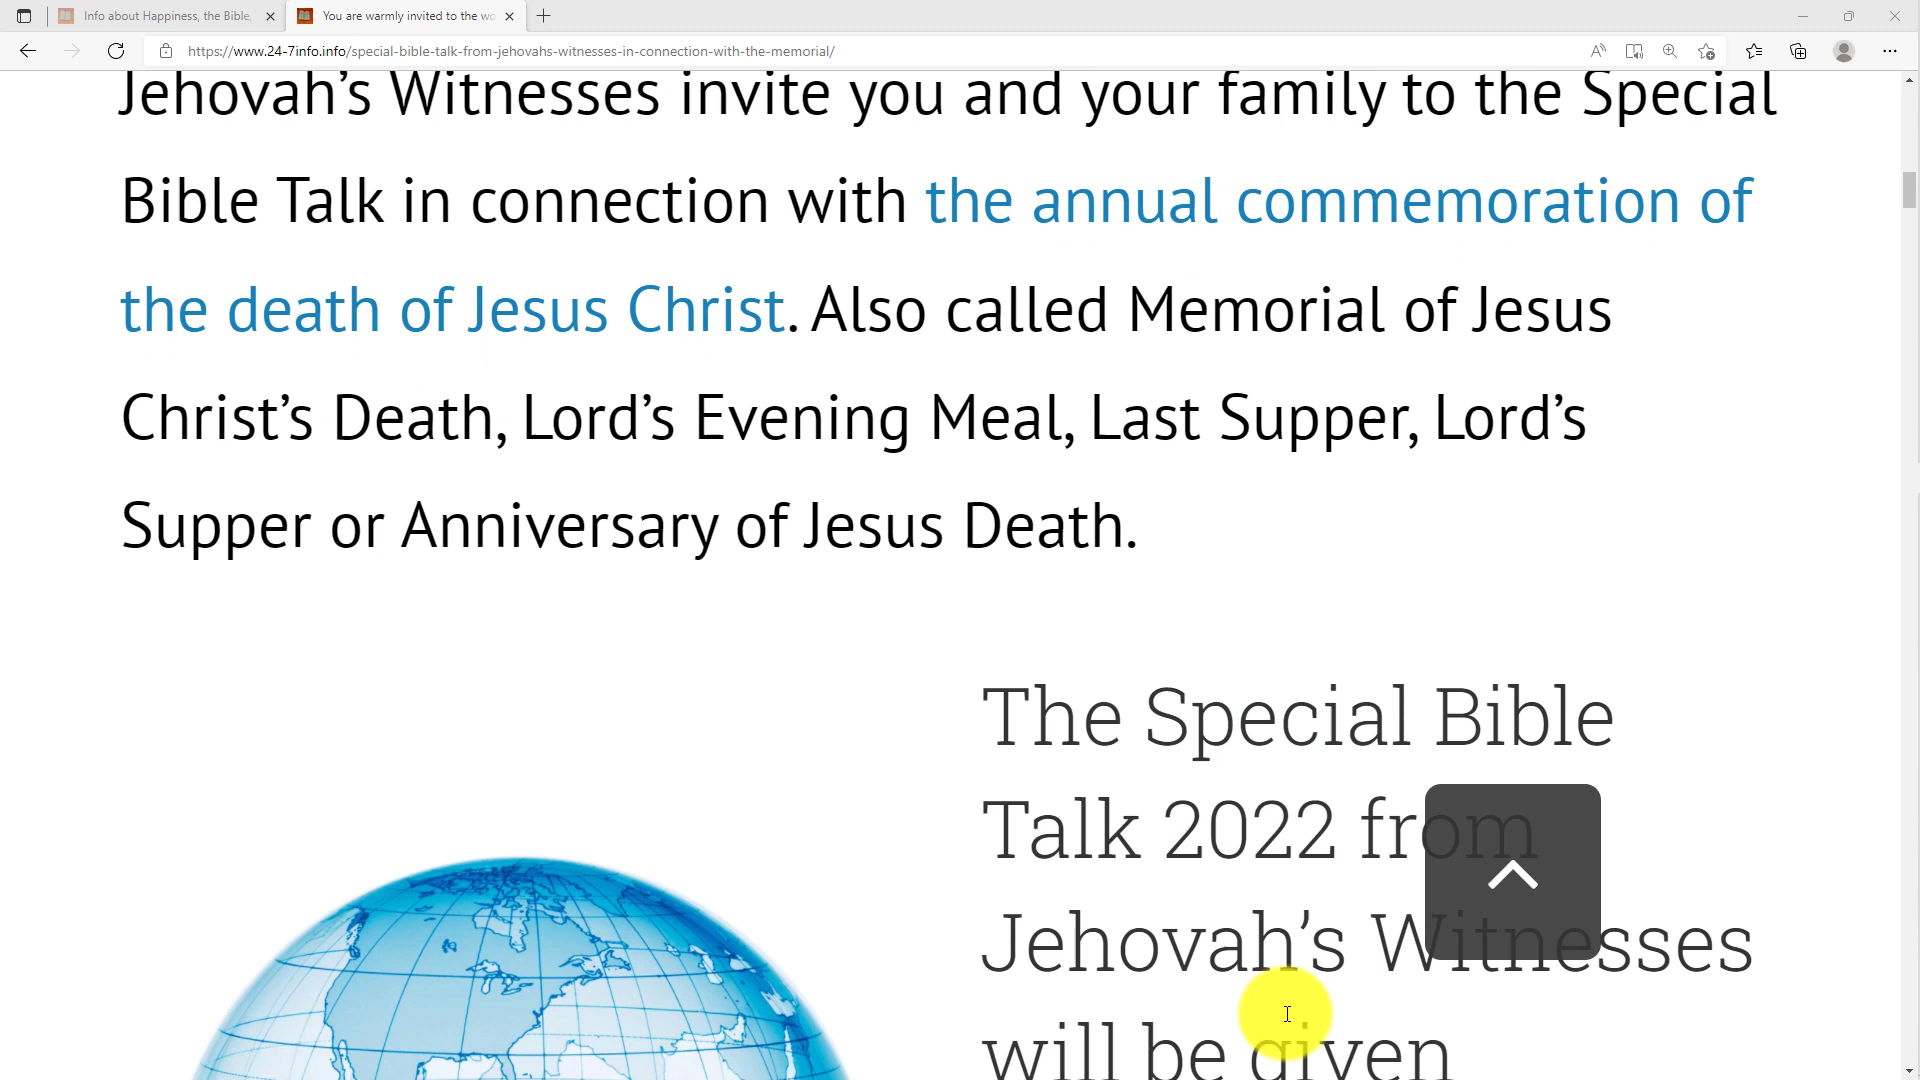 Info about Happiness, the Bible,
You are warmly invited to the wo
https://www.24-7info.info/special-bible-talk-from-jehovahs-witnesses-in-connection-with-the-memorial/
Jehovah’s Witnesses invite you and your family to the Special
Bible Talk in connection with the annual commemoration of
the death of Jesus Christ. Also called Memorial of Jesus
Christ’s Death, Lord’s Evening Meal, Last Supper, Lord’s
Supper or Anniversary of Jesus Death.
The Special Bible
Talk 2022 from
Jehovah’s Witnesses
will be given